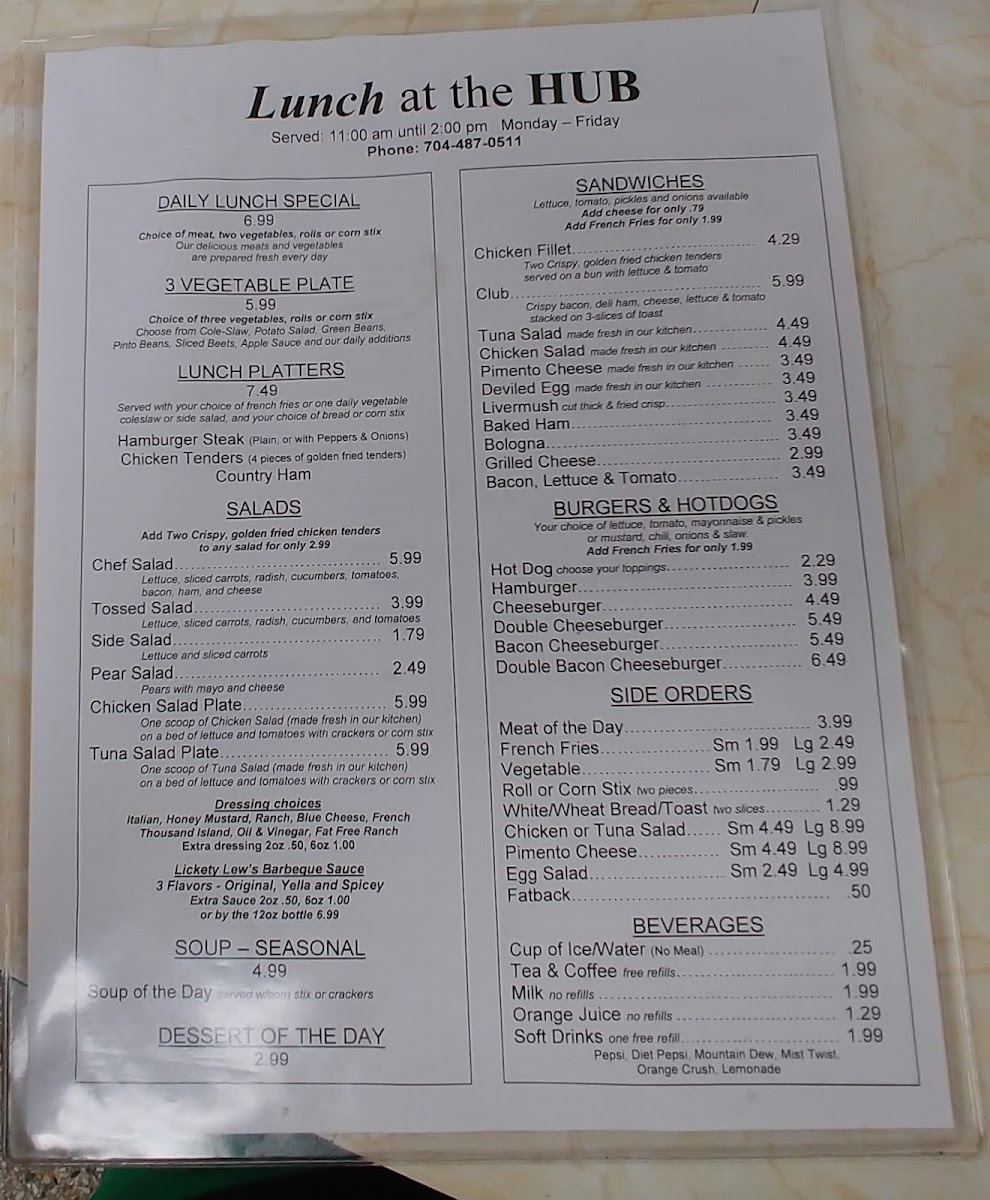 Lunch at the HUB
Served: 11:00 am until 2:00 pm Monday – Friday
Phone: 704-487-0511
DAILY LUNCH SPECIAL
6.99
Choice of meat, two vegetables, rolls or corn stix
Our delicious meats and vegetables
are prepared fresh every day
3 VEGETABLE PLATE
5.99
Choice of three vegetables, rolls or corn stix
Choose from Cole-Slaw, Potato Salad, Green Beans,
Pinto Beans, Sliced Beets, Apple Sauce and our daily additions
LUNCH PLATTERS
7.49
Served with your choice of french fries or one daily vegetable
coleslaw or side salad, and your choice of bread or corn stix
Hamburger Steak (Plain, or with Peppers & Onions)
Chicken Tenders (4 pieces of golden fried tenders)
Country Ham
SALADS
Add Two Crispy, golden fried chicken tenders
to any salad for only 2.99
Chef Salad........................................ 5.99
Lettuce, sliced carrots, radish, cucumbers, tomatoes,
bacon, ham, and cheese
Tossed Salad.................................... 3.99
Lettuce, sliced carrots, radish, cucumbers, and tomatoes
Side Salad........................................ 1.79
Lettuce and sliced carrots
Pear Salad........................................ 2.49
Pears with mayo and cheese
Chicken Salad Plate............................ 5.99
One scoop of Chicken Salad (made fresh in our kitchen)
on a bed of lettuce and tomatoes with crackers or corn stix
Tuna Salad Plate................................ 5.99
One scoop of Tuna Salad (made fresh in our kitchen)
on a bed of lettuce and tomatoes with crackers or corn stix
Dressing choices
Italian, Honey Mustard, Ranch, Blue Cheese, French
Thousand Island, Oil & Vinegar, Fat Free Ranch
Extra dressing 2oz .50, 6oz 1.00
Lickety Lew's Barbeque Sauce
3 Flavors - Original, Yella and Spicey
Extra Sauce 2oz .50, 6oz 1.00
or by the 12oz bottle 6.99
SOUP – SEASONAL
4.99
Soup of the Day served w/corn stix or crackers
DESSERT OF THE DAY
2.99
SANDWICHES
Lettuce, tomato, pickles and onions available
Add cheese for only .79
Add French Fries for only 1.99
Chicken Fillet.................................... 4.29
Two Crispy, golden fried chicken tenders
served on a bun with lettuce & tomato
Club................................................ 5.99
Crispy bacon, deli ham, cheese, lettuce & tomato
stacked on 3-slices of toast
Tuna Salad made fresh in our kitchen.................. 4.49
Chicken Salad made fresh in our kitchen ............. 4.49
Pimento Cheese made fresh in our kitchen ...... 3.49
Deviled Egg made fresh in our kitchen ............. 3.49
Livermush cut thick & fried crisp..................... 3.49
Baked Ham........................................ 3.49
Bologna............................................ 3.49
Grilled Cheese.................................... 2.99
Bacon, Lettuce & Tomato.................... 3.49
BURGERS & HOTDOGS
Your choice of lettuce, tomato, mayonnaise & pickles
or mustard, chili, onions & slaw.
Add French Fries for only 1.99
Hot Dog choose your toppings........................ 2.29
Hamburger........................................ 3.99
Cheeseburger.................................... 4.49
Double Cheeseburger......................... 5.49
Bacon Cheeseburger........................... 5.49
Double Bacon Cheeseburger................ 6.49
SIDE ORDERS
Meat of the Day.................................. 3.99
French Fries.................... Sm 1.99 Lg 2.49
Vegetable....................... Sm 1.79 Lg 2.99
Roll or Corn Stix two pieces........................ .99
White/Wheat Bread/Toast two slices.......... 1.29
Chicken or Tuna Salad...... Sm 4.49 Lg 8.99
Pimento Cheese.............. Sm 4.49 Lg 8.99
Egg Salad....................... Sm 2.49 Lg 4.99
Fatback............................................ .50
BEVERAGES
Cup of Ice/Water (No Meal) ...................... .25
Tea & Coffee free refills............................ 1.99
Milk no refills ........................................ 1.99
Orange Juice no refills ............................ 1.29
Soft Drinks one free refill........................... 1.99
Pepsi, Diet Pepsi, Mountain Dew, Mist Twist,
Orange Crush, Lemonade